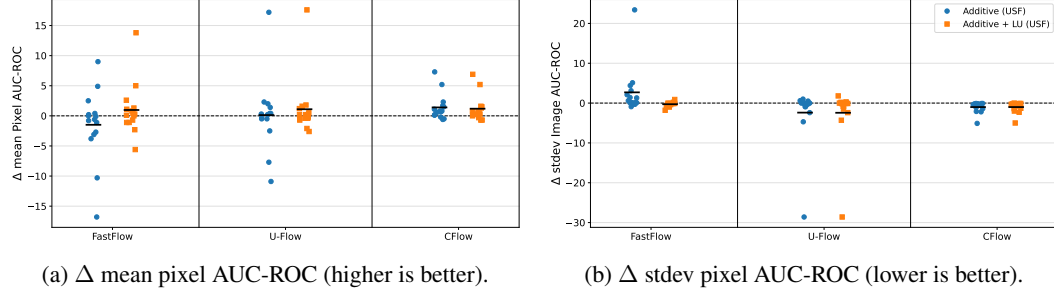 Δ mean Pixel AUC-ROC
15
10
5
0
−5
−10
−15
FastFlow
U-Flow
CFlow
(a) Δ mean pixel AUC-ROC (higher is better).
Δ stdev Image AUC-ROC
20
10
0
−10
−20
−30
Additive (USF)
Additive + LU (USF)
FastFlow
U-Flow
CFlow
(b) Δ stdev pixel AUC-ROC (lower is better).